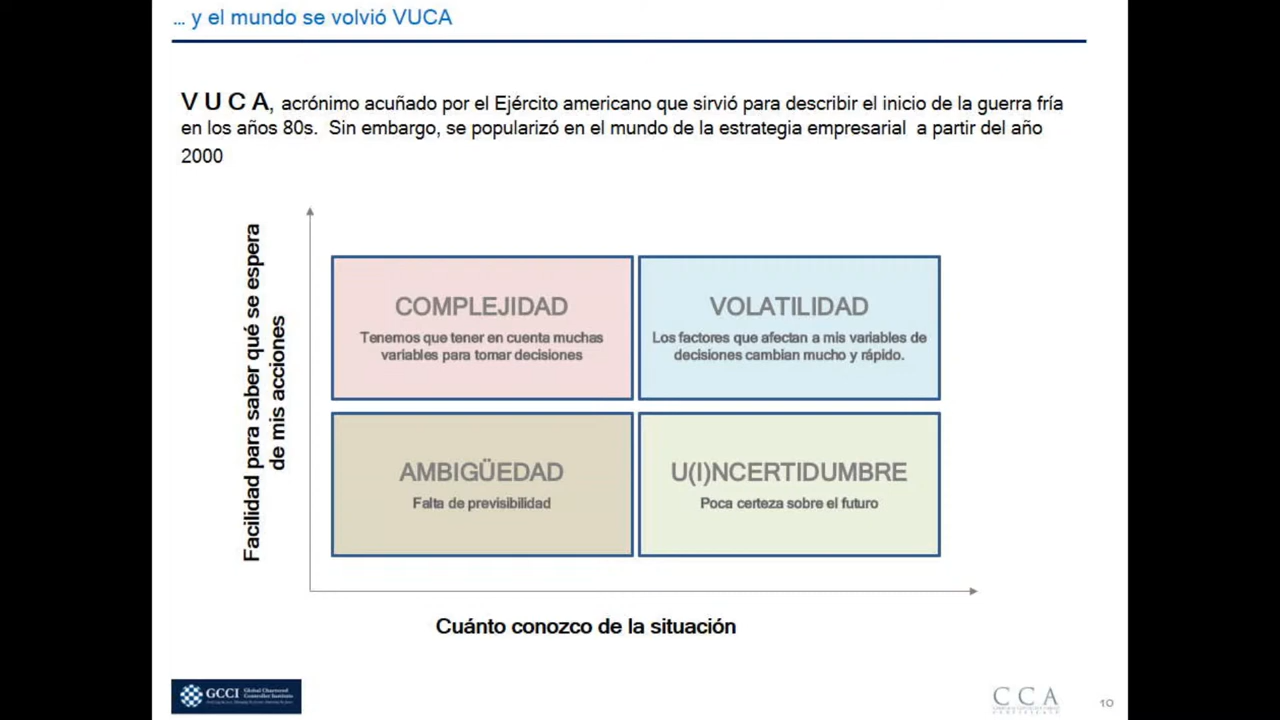 … y el mundo se volvió VUCA
V U C A, acrónimo acuñado por el Ejército americano que sirvió para describir el inicio de la guerra fría
en los años 80s. Sin embargo, se popularizó en el mundo de la estrategia empresarial a partir del año
2000
Facilidad para saber qué se espera
de mis acciones
COMPLEJIDAD
Tenemos que tener en cuenta muchas
variables para tomar decisiones
VOLATILIDAD
Los factores que afectan a mis variables de
decisiones cambian mucho y rápido.
AMBIGÜEDAD
Falta de previsibilidad
U(I)NCERTIDUMBRE
Poca certeza sobre el futuro
Cuánto conozco de la situación
GCCI
Global Chartered
Controller Institute
CCA
10